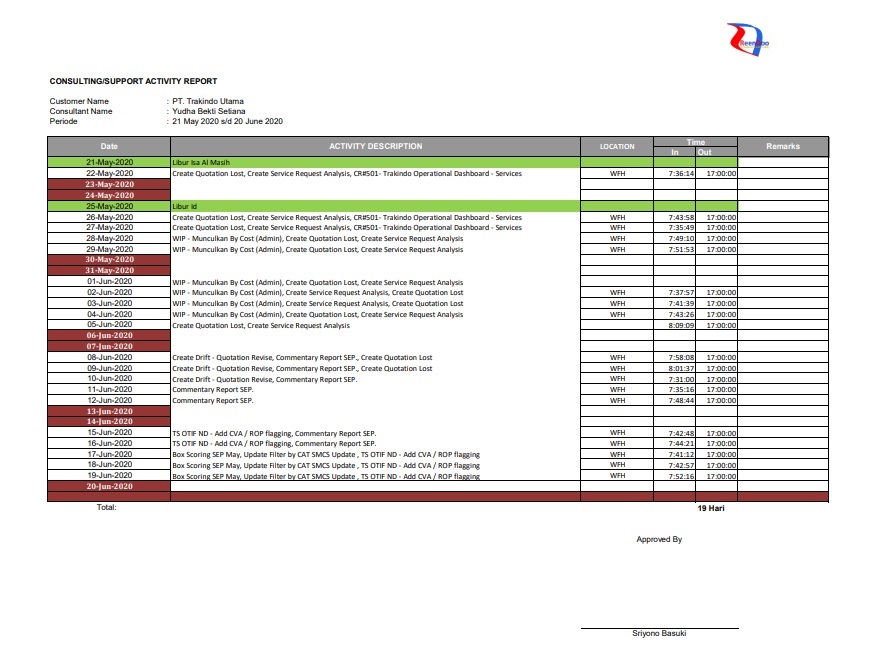 Reenoo
CONSULTING/SUPPORT ACTIVITY REPORT
Customer Name : PT. Trakindo Utama
Consultant Name : Yudha Bekti Setiana
Periode : 21 May 2020 s/d 20 June 2020
Date ACTIVITY DESCRIPTION LOCATION Time Remarks
In Out
21-May-2020 Libur Isa Al Masih
22-May-2020 Create Quotation Lost, Create Service Request Analysis, CR#501- Trakindo Operational Dashboard - Services WFH 7:36:14 17:00:00
23-May-2020
24-May-2020
25-May-2020 Libur Id
26-May-2020 Create Quotation Lost, Create Service Request Analysis, CR#501- Trakindo Operational Dashboard - Services WFH 7:43:58 17:00:00
27-May-2020 Create Quotation Lost, Create Service Request Analysis, CR#501- Trakindo Operational Dashboard - Services WFH 7:35:49 17:00:00
28-May-2020 WIP - Munculkan By Cost (Admin), Create Quotation Lost, Create Service Request Analysis WFH 7:49:10 17:00:00
29-May-2020 WIP - Munculkan By Cost (Admin), Create Quotation Lost, Create Service Request Analysis WFH 7:51:53 17:00:00
30-May-2020
31-May-2020
01-Jun-2020 WIP - Munculkan By Cost (Admin), Create Quotation Lost, Create Service Request Analysis
02-Jun-2020 WIP - Munculkan By Cost (Admin), Create Service Request Analysis, Create Quotation Lost WFH 7:37:57 17:00:00
03-Jun-2020 WIP - Munculkan By Cost (Admin), Create Service Request Analysis, Create Quotation Lost WFH 7:41:39 17:00:00
04-Jun-2020 WIP - Munculkan By Cost (Admin), Create Quotation Lost, Create Service Request Analysis WFH 7:43:26 17:00:00
05-Jun-2020 Create Quotation Lost, Create Service Request Analysis 8:09:09 17:00:00
06-Jun-2020
07-Jun-2020
08-Jun-2020 Create Drift - Quotation Revise, Commentary Report SEP., Create Quotation Lost WFH 7:58:08 17:00:00
09-Jun-2020 Create Drift - Quotation Revise, Commentary Report SEP., Create Quotation Lost WFH 8:01:37 17:00:00
10-Jun-2020 Create Drift - Quotation Revise, Commentary Report SEP. WFH 7:31:00 17:00:00
11-Jun-2020 Commentary Report SEP. WFH 7:35:16 17:00:00
12-Jun-2020 Commentary Report SEP. WFH 7:48:44 17:00:00
13-Jun-2020
14-Jun-2020
15-Jun-2020 TS OTIF ND - Add CVA / ROP flagging, Commentary Report SEP. WFH 7:42:48 17:00:00
16-Jun-2020 TS OTIF ND - Add CVA / ROP flagging, Commentary Report SEP. WFH 7:44:21 17:00:00
17-Jun-2020 Box Scoring SEP May, Update Filter by CAT SMCS Update , TS OTIF ND - Add CVA / ROP flagging WFH 7:41:12 17:00:00
18-Jun-2020 Box Scoring SEP May, Update Filter by CAT SMCS Update , TS OTIF ND - Add CVA / ROP flagging WFH 7:42:57 17:00:00
19-Jun-2020 Box Scoring SEP May, Update Filter by CAT SMCS Update , TS OTIF ND - Add CVA / ROP flagging WFH 7:52:16 17:00:00
20-Jun-2020
Total: 19 Hari
Approved By
Sriyono Basuki